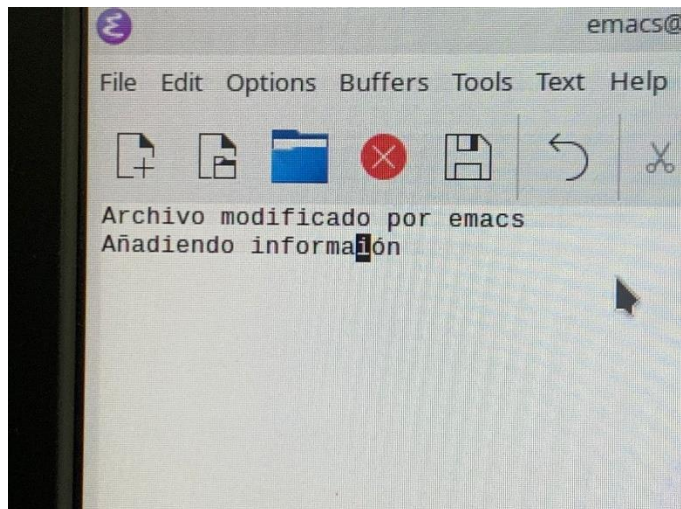 emacs@
File Edit Options Buffers Tools Text Help
Archivo modificado por emacs
Añadiendo informaión